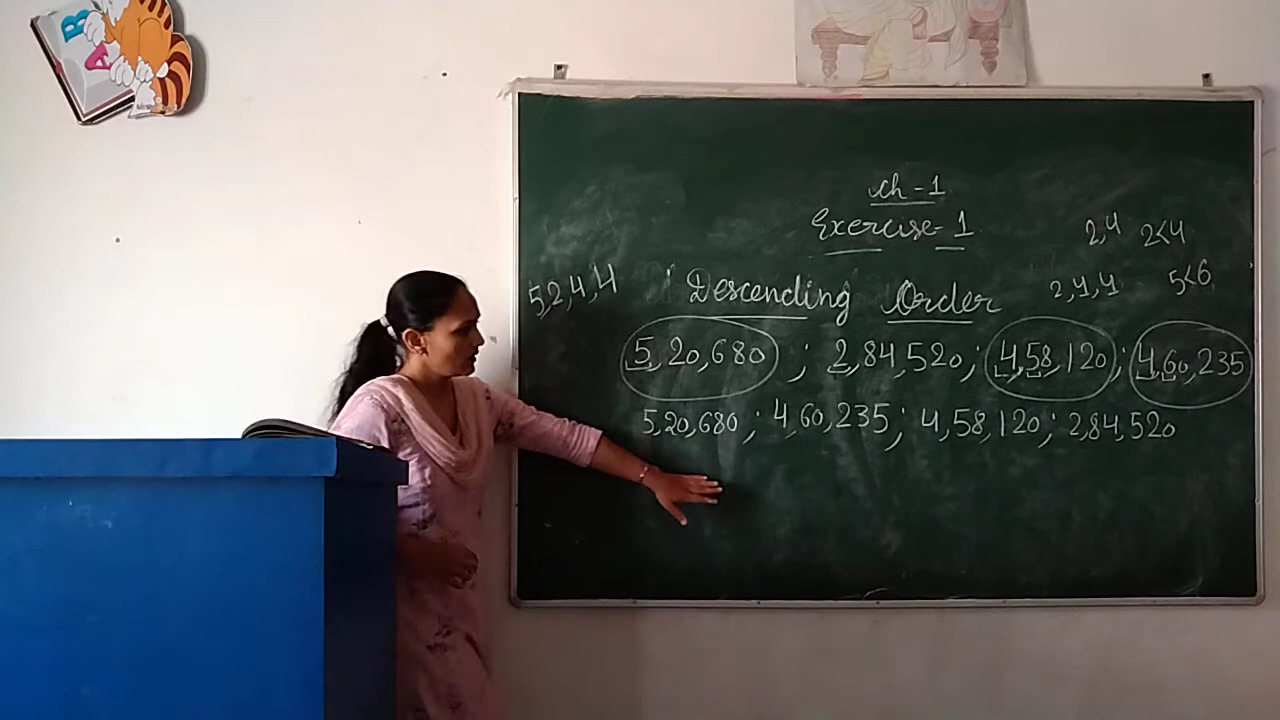 B
A
Ch - 1
Exercise - 1
2,4 2<4
5,2,4,4
Descending Order
2,4,4 5<6
5,20,680 ; 2,84,520 ; 4,58,120 ; 4,60,235
5,20,680 ; 4,60,235 ; 4,58,120 ; 2,84,520